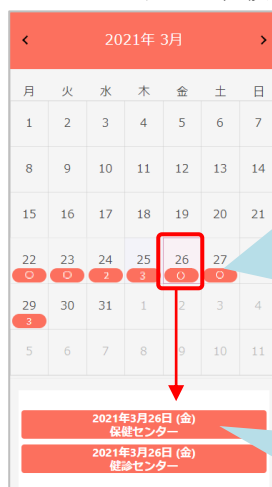 < 2021年 3月 >
月 火 水 木 金 土 日
1 2 3 4 5 6 7
8 9 10 11 12 13 14
15 16 17 18 19 20 21
22 23 24 25 26 27
○ ○ 2 3 ○ ○
29 30 31 1 2 3 4
3
5 6 7 8 9 10 11
2021年3月26日 (金)
保健センター
2021年3月26日 (金)
健診センター